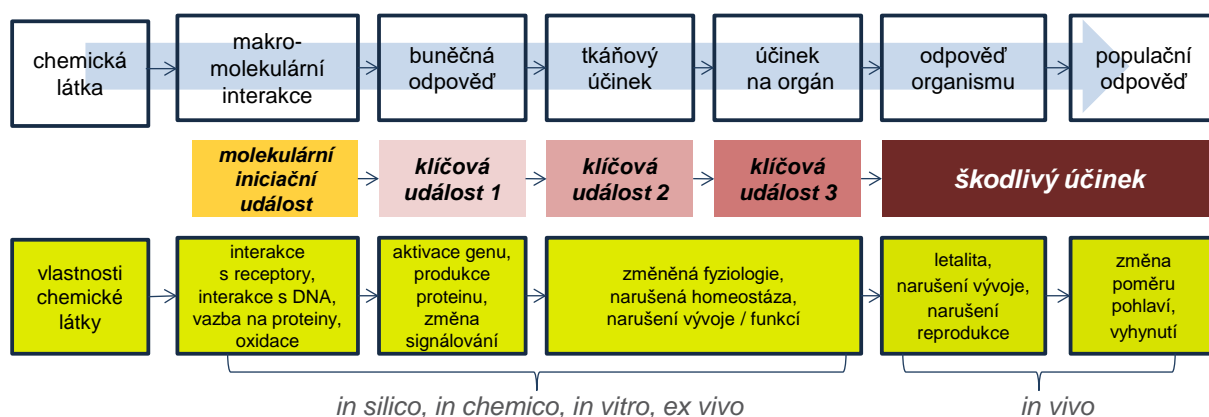 chemická
látka
makro-
molekulární
interakce
buněčná
odpověď
tkáňový
účinek
účinek
na orgán
odpověď
organismu
populační
odpověď
molekulární
iniciační
událost
klíčová
událost 1
klíčová
událost 2
klíčová
událost 3
škodlivý účinek
vlastnosti
chemické
látky
interakce
s receptory,
interakce s DNA,
vazba na proteiny,
oxidace
aktivace genu,
produkce
proteinu,
změna
signálování
změněná fyziologie,
narušená homeostáza,
narušení vývoje / funkcí
letalita,
narušení vývoje,
narušení
reprodukce
změna
poměru
pohlaví,
vyhynutí
in silico, in chemico, in vitro, ex vivo
in vivo